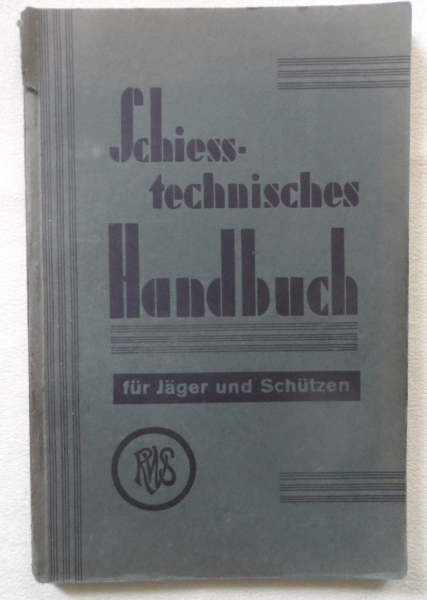 Schiess-
technisches
Handbuch
für Jäger und Schützen
RWS